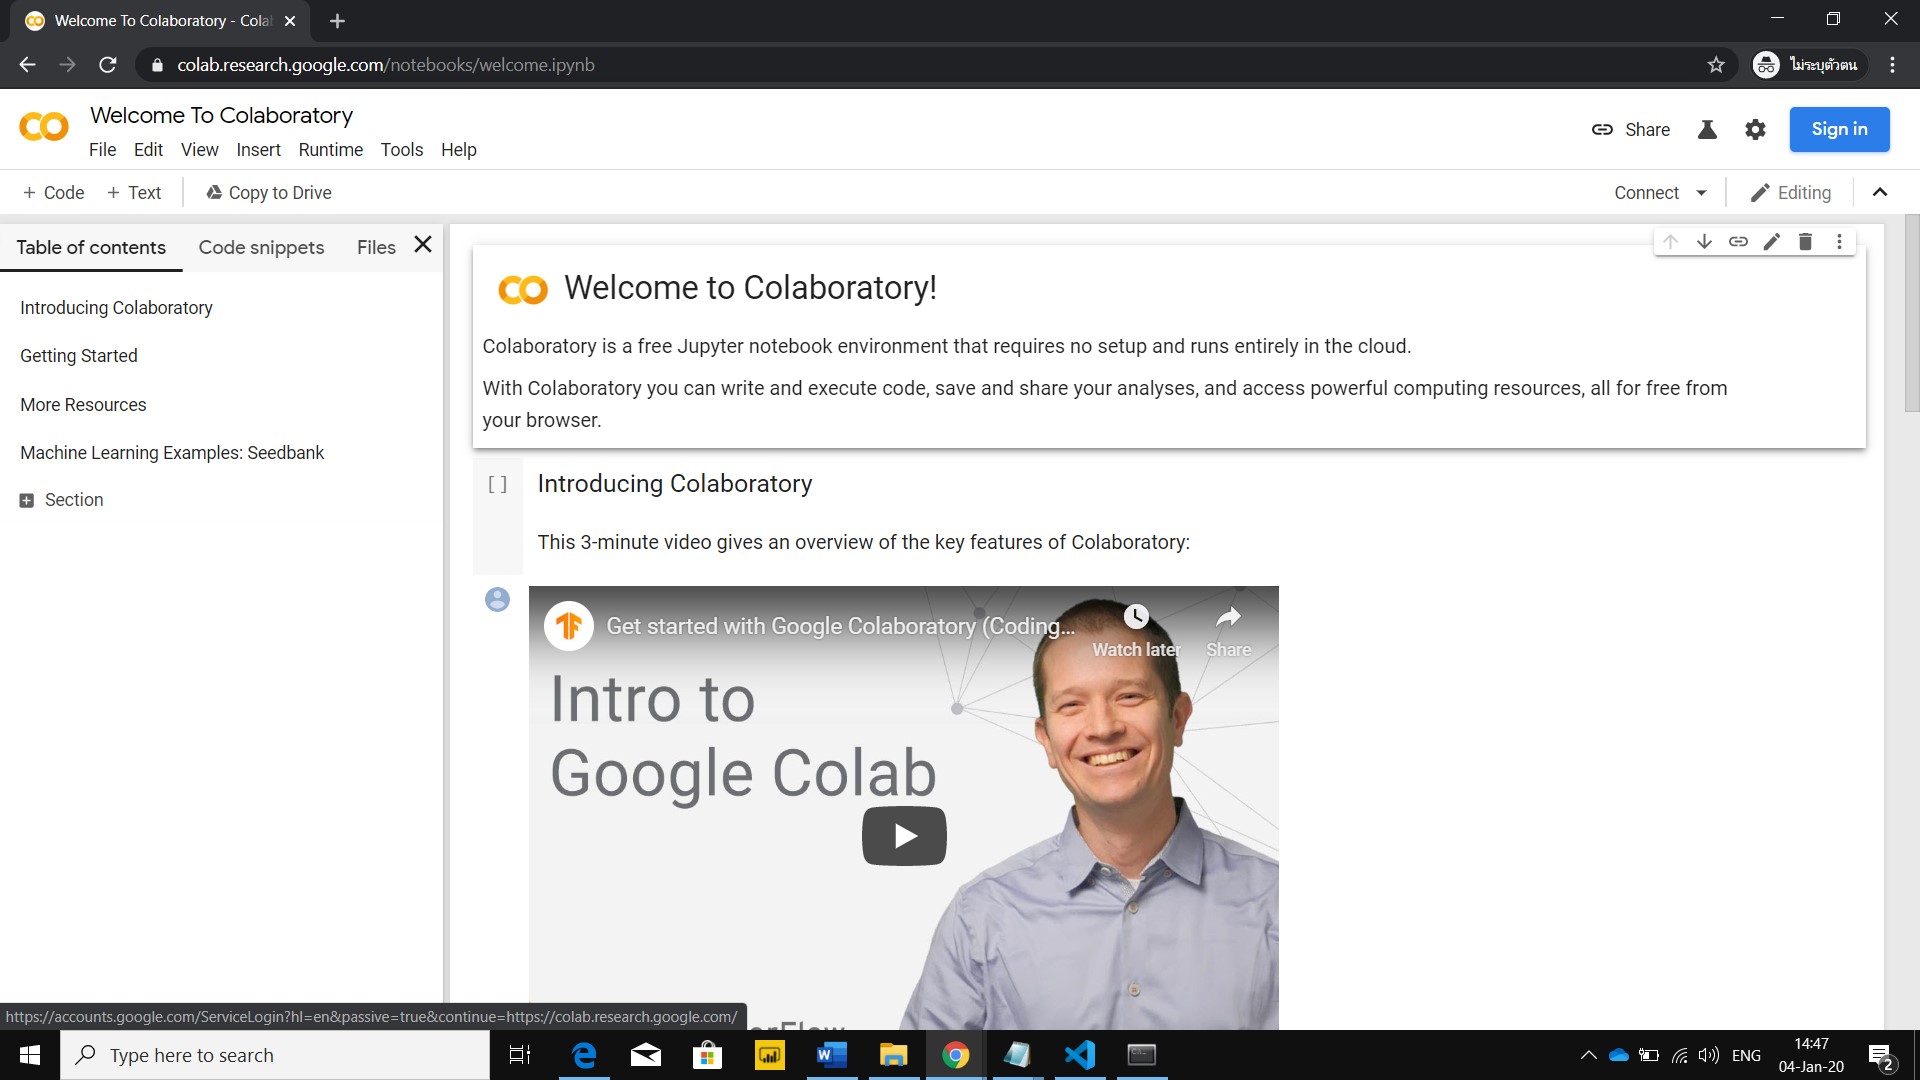 Welcome To Colaboratory - Cola
colab.research.google.com/notebooks/welcome.ipynb
ไม่ระบุตัวตน
Welcome To Colaboratory
File Edit View Insert Runtime Tools Help
Share
Sign in
+ Code + Text Copy to Drive
Connect
Editing
Table of contents Code snippets Files
Introducing Colaboratory
Getting Started
More Resources
Machine Learning Examples: Seedbank
Section
Welcome to Colaboratory!
Colaboratory is a free Jupyter notebook environment that requires no setup and runs entirely in the cloud.
With Colaboratory you can write and execute code, save and share your analyses, and access powerful computing resources, all for free from
your browser.
[ ] Introducing Colaboratory
This 3-minute video gives an overview of the key features of Colaboratory:
Get started with Google Colaboratory (Coding...
Watch later Share
Intro to
Google Colab
https://accounts.google.com/ServiceLogin?hl=en&passive=true&continue=https://colab.research.google.com/
Type here to search
ENG
14:47
04-Jan-20
2